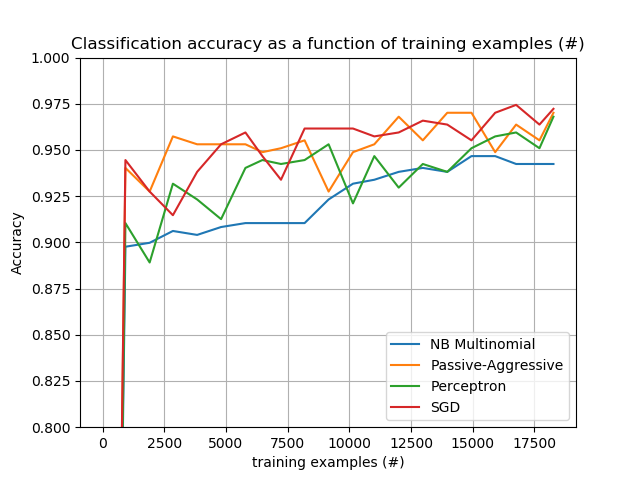 Classification accuracy as a function of training examples (#)
1.000
0.975
0.950
0.925
0.900
0.875
0.850
0.825
0.800
Accuracy
NB Multinomial
Passive-Aggressive
Perceptron
SGD
0 2500 5000 7500 10000 12500 15000 17500
training examples (#)